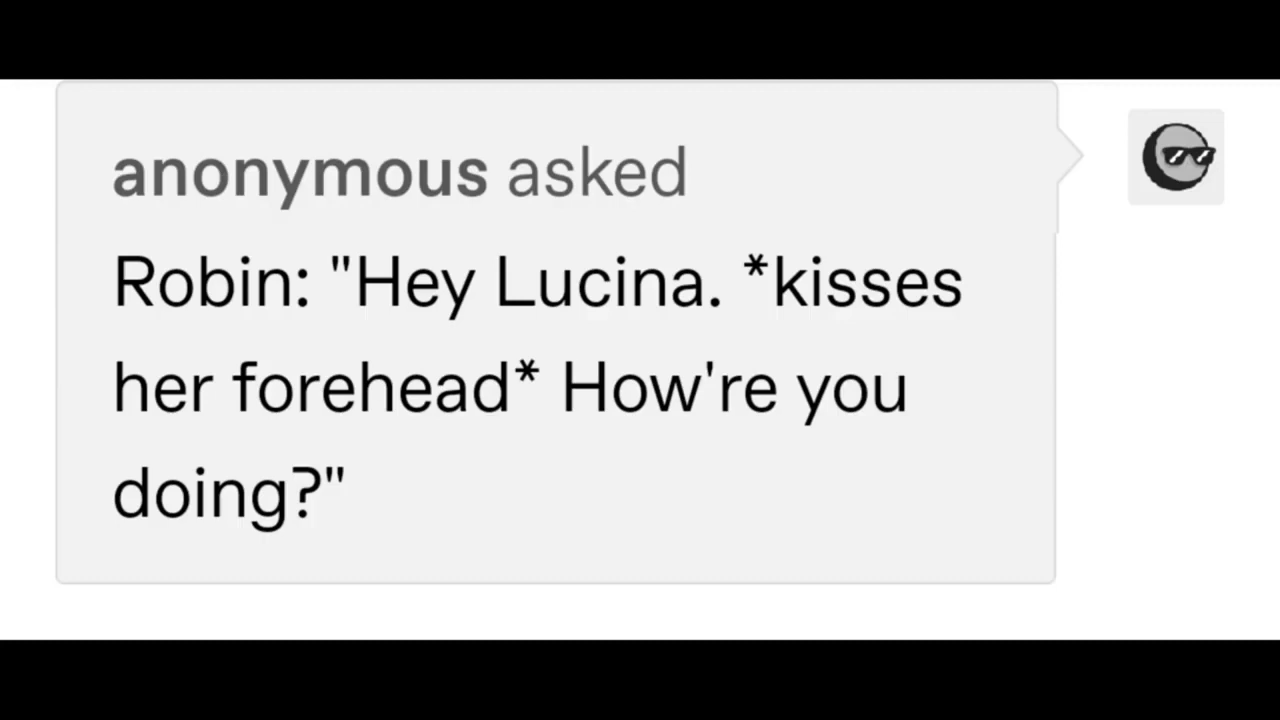 anonymous asked
Robin: "Hey Lucina. *kisses
her forehead* How're you
doing?"